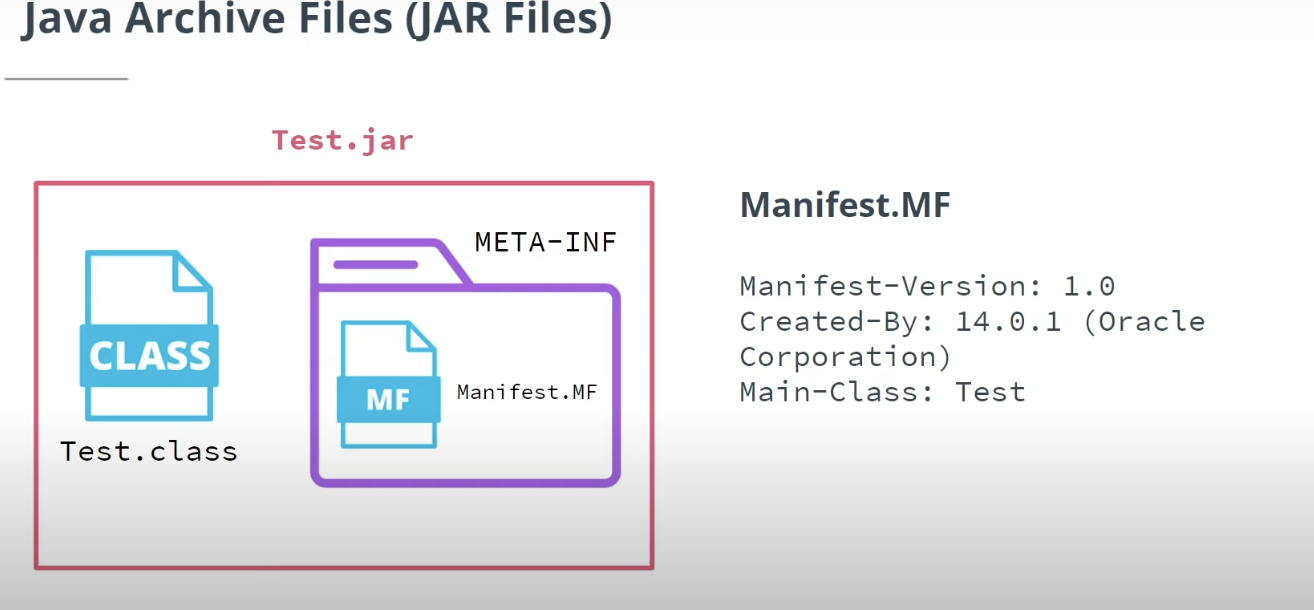 Java Archive Files (JAR Files)
Test.jar
META-INF
CLASS
MF
Manifest.MF
Test.class
Manifest.MF
Manifest-Version: 1.0
Created-By: 14.0.1 (Oracle
Corporation)
Main-Class: Test